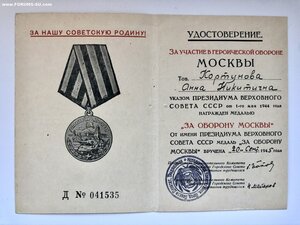 www.FORUMS-SU.com
ЗА НАШУ СОВЕТСКУЮ РОДИНУ!
Д № 041535
УДОСТОВЕРЕНИЕ.
ЗА УЧАСТИЕ В ГЕРОИЧЕСКОЙ ОБОРОНЕ
МОСКВЫ
Тов. Кортунова
Анна Никитична
УКАЗОМ ПРЕЗИДИУМА ВЕРХОВНОГО
СОВЕТА СССР от 1-го мая 1944 года
НАГРАЖДЕН МЕДАЛЬЮ
„ЗА ОБОРОНУ МОСКВЫ"
От имени ПРЕЗИДИУМА ВЕРХОВНОГО
СОВЕТА СССР МЕДАЛЬ „ЗА ОБОРОНУ
МОСКВЫ" ВРУЧЕНА 20 1945 года